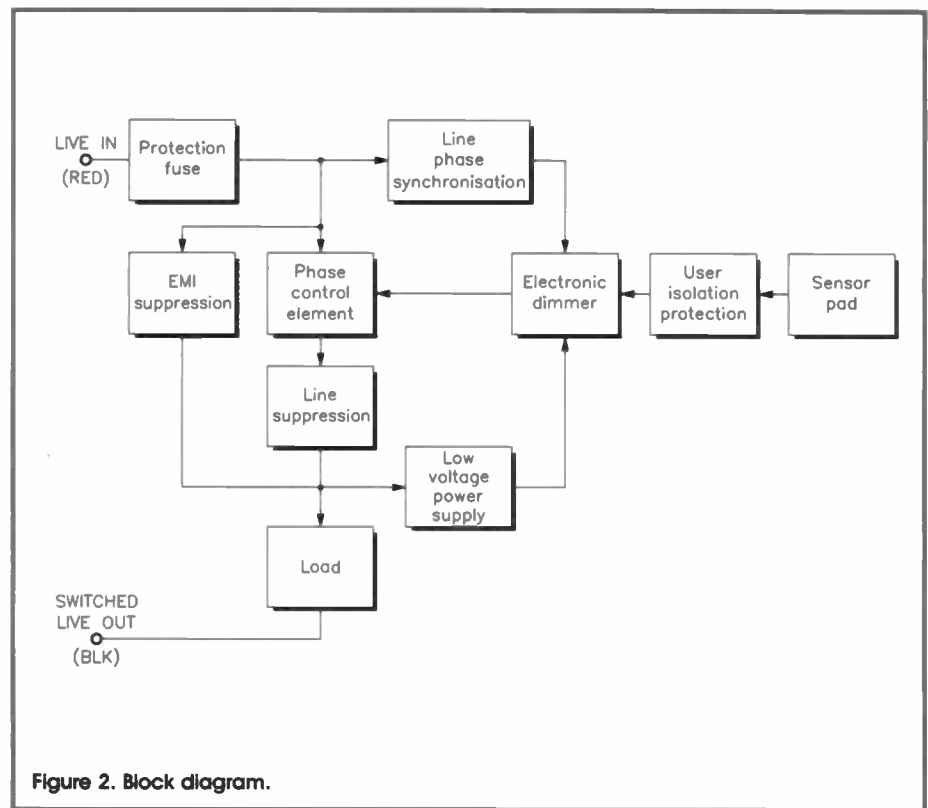 LIVE IN
(RED)
Protection
fuse
Line
phase
synchronisation
EMI
suppression
Phase
control
element
Electronic
dimmer
User
isolation
protection
Sensor
pad
Line
suppression
Low
voltage
power
supply
Load
SWITCHED
LIVE OUT
(BLK)
Figure 2. Block diagram.